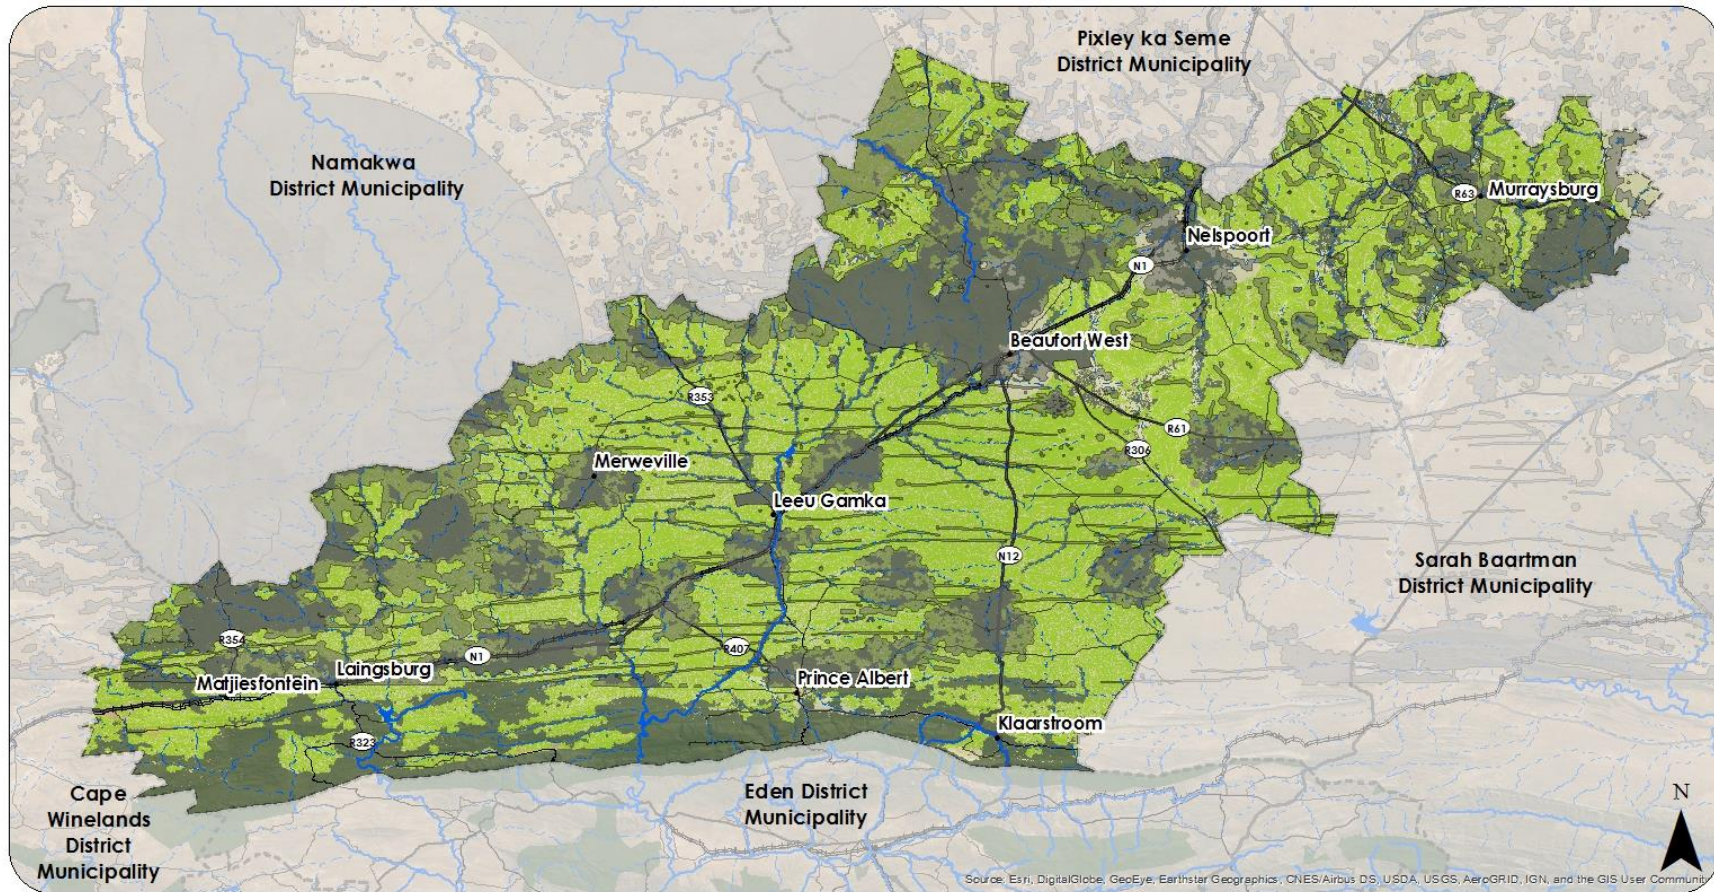 Pixley ka Seme
District Municipality
Namakwa
District Municipality
R63
Murraysburg
Nelspoort
N1
Beaufort West
R353
R61
R306
Merweville
Leeu Gamka
N12
Sarah Baartman
District Municipality
R354
N1
R407
Laingsburg
Matjiesfontein
Prince Albert
Klaarstroom
R323
Cape
Winelands
District
Municipality
Eden District
Municipality
N
Source: Esri, DigitalGlobe, GeoEye, Earthstar Geographics, CNES/Airbus DS, USDA, USGS, AeroGRID, IGN, and the GIS User Community